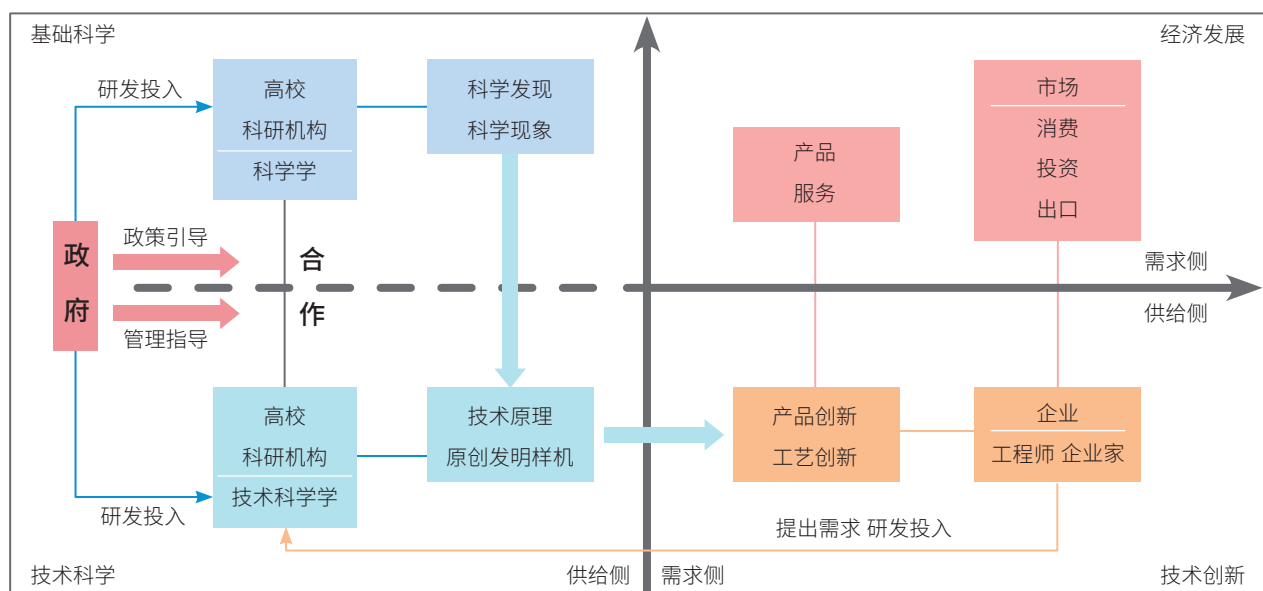 基础科学
经济发展
研发投入
高校
科研机构
科学学
科学发现
科学现象
产品
服务
市场
消费
投资
出口
政
府
政策引导
管理指导
合
作
需求侧
供给侧
高校
科研机构
技术科学学
技术原理
原创发明样机
产品创新
工艺创新
企业
工程师 企业家
研发投入
提出需求 研发投入
技术科学
供给侧
需求侧
技术创新